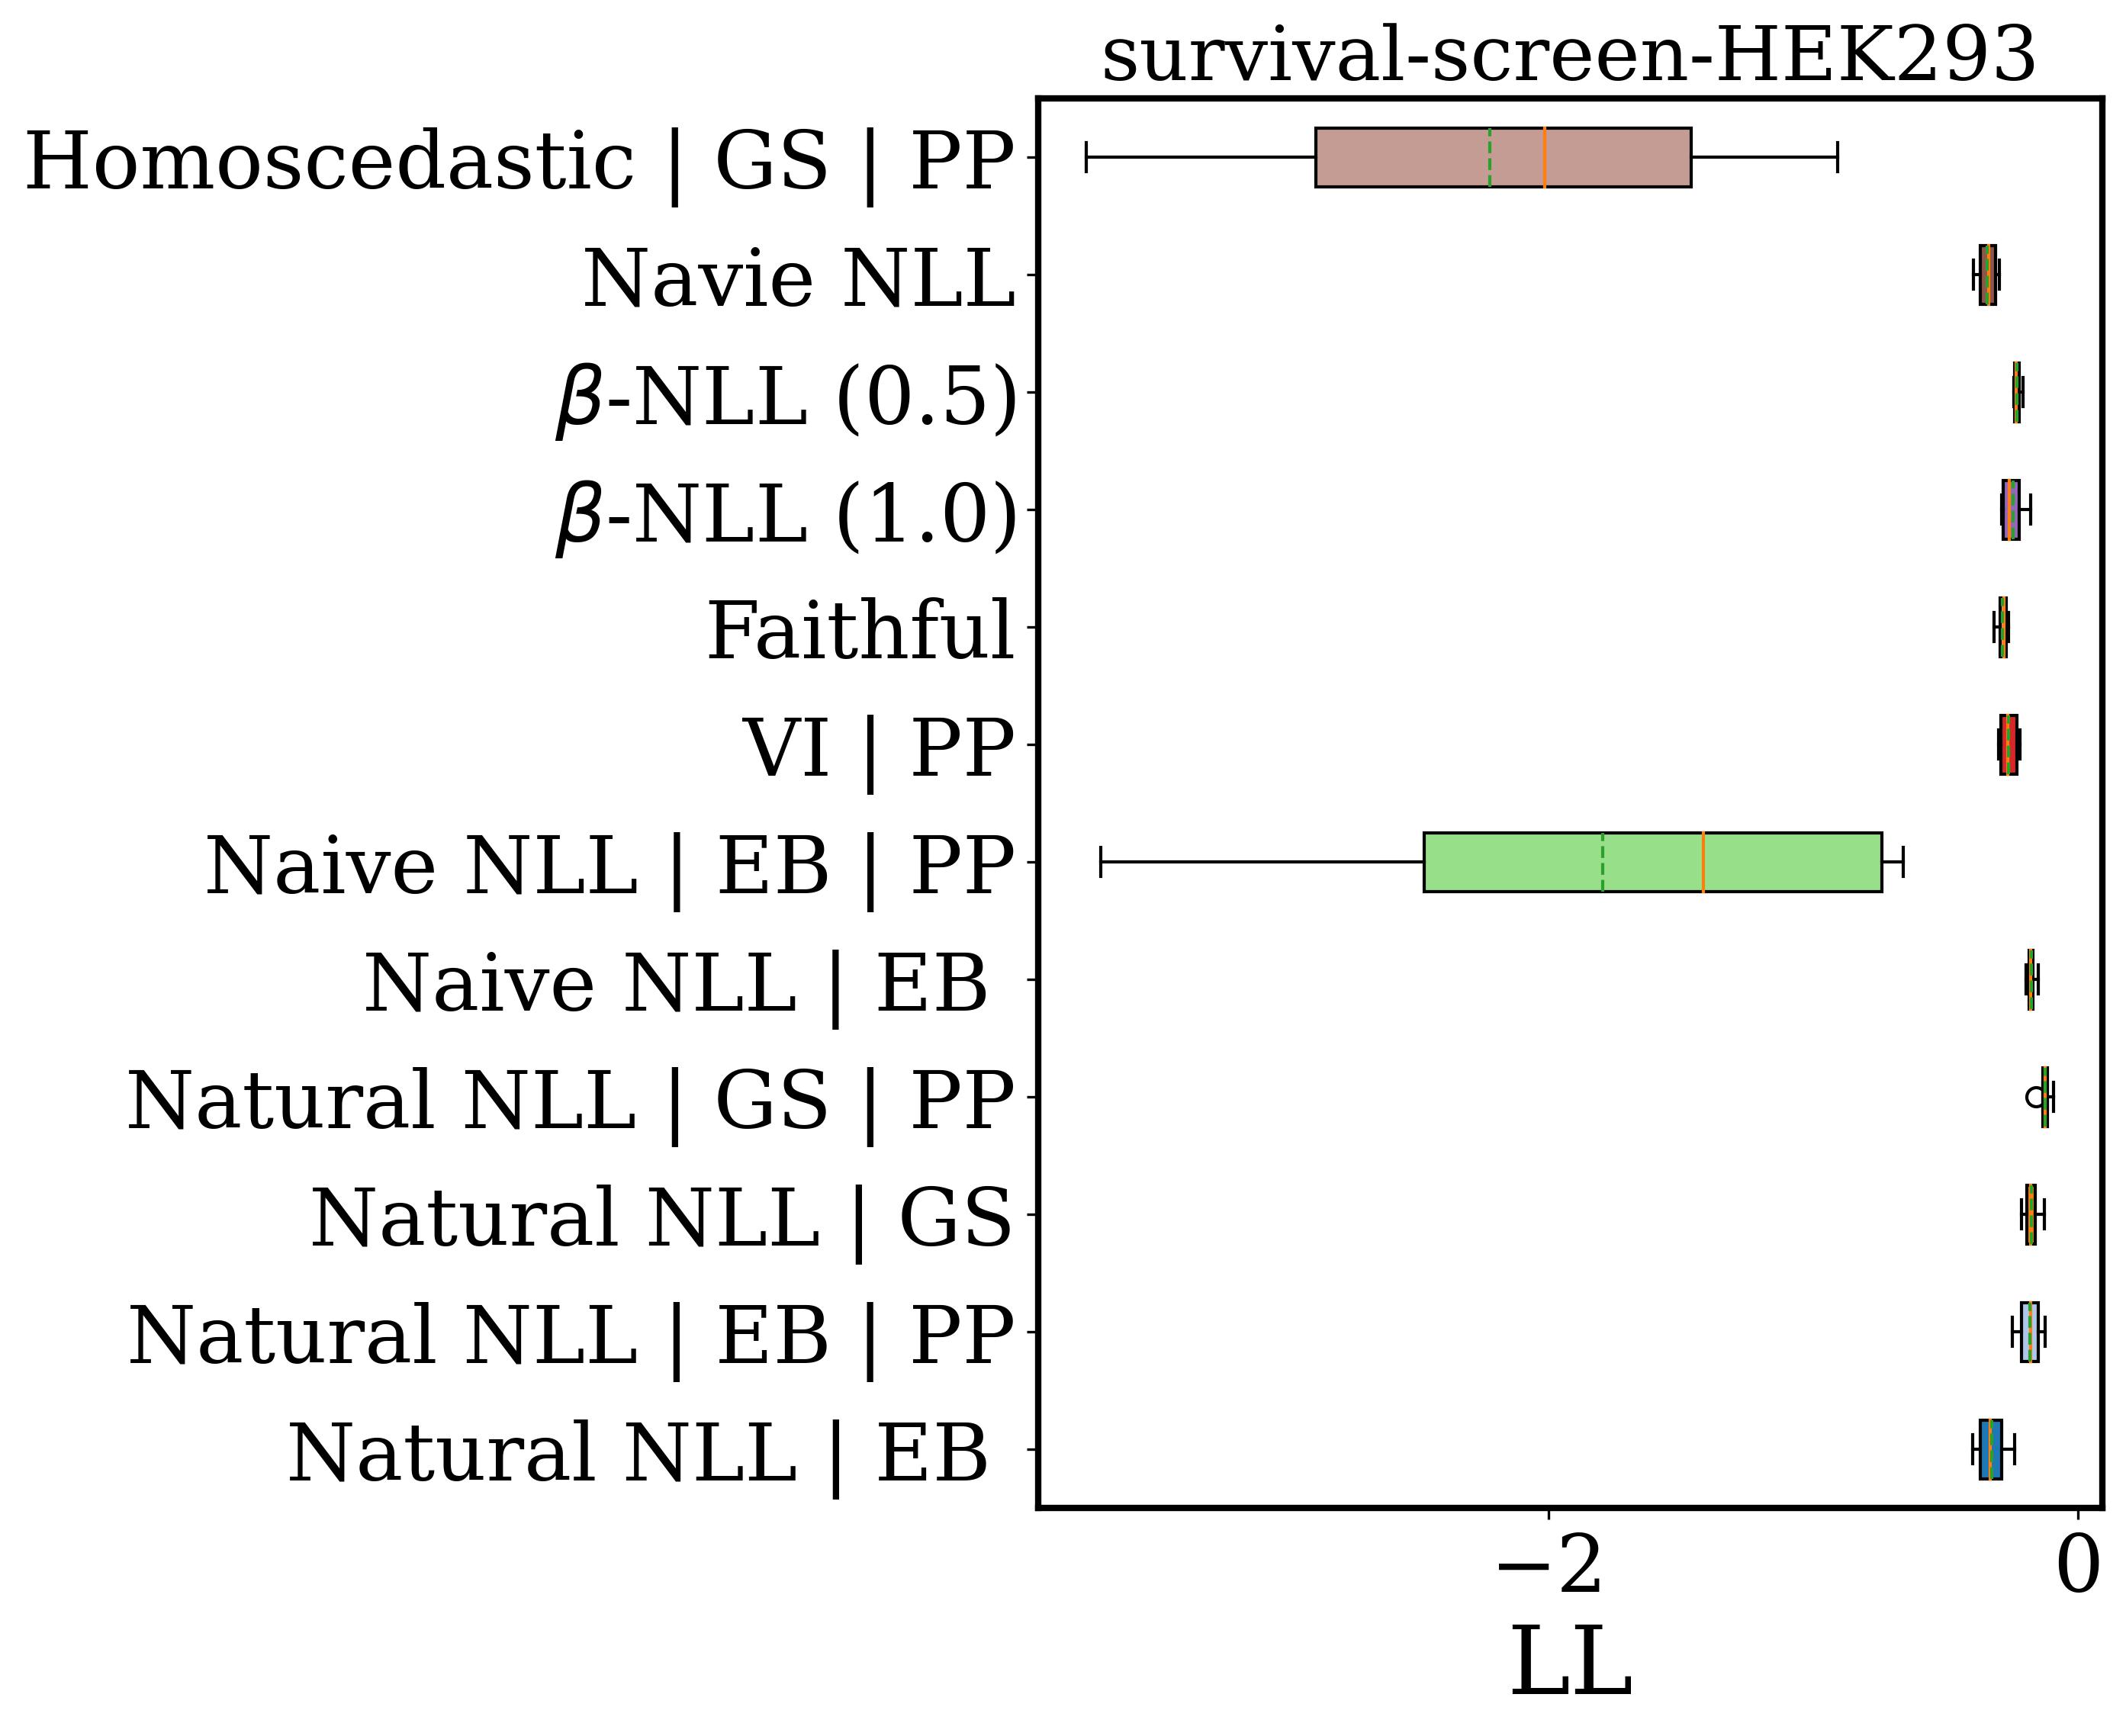 survival-screen-HEK293
Homoscedastic | GS | PP
Navie NLL
β-NLL (0.5)
β-NLL (1.0)
Faithful
VI | PP
Naive NLL | EB | PP
Naive NLL | EB
Natural NLL | GS | PP
Natural NLL | GS
Natural NLL | EB | PP
Natural NLL | EB
−2 0
LL